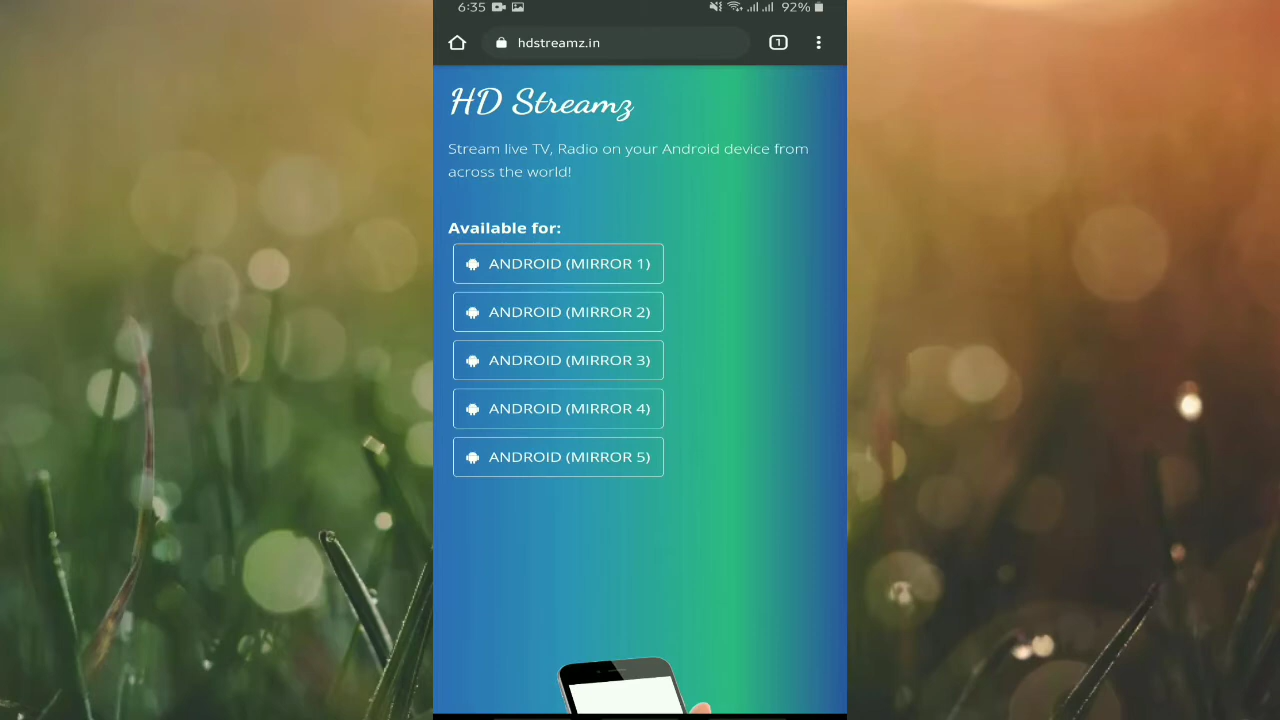 6:35 92%
hdstreamz.in 1
HD Streamz
Stream live TV, Radio on your Android device from
across the world!
Available for:
ANDROID (MIRROR 1)
ANDROID (MIRROR 2)
ANDROID (MIRROR 3)
ANDROID (MIRROR 4)
ANDROID (MIRROR 5)